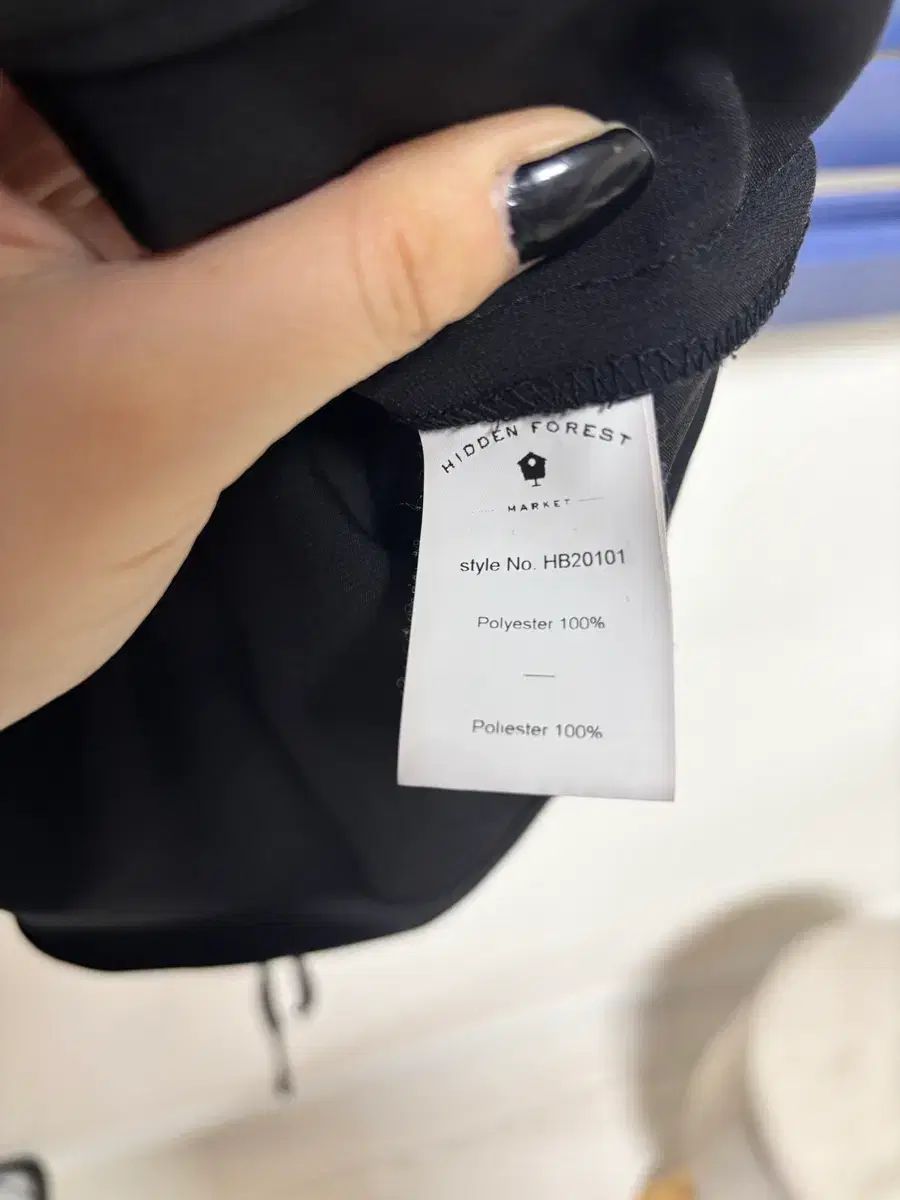 HIDDEN FOREST
MARKET
style No. HB20101
Polyester 100%
Poliester 100%